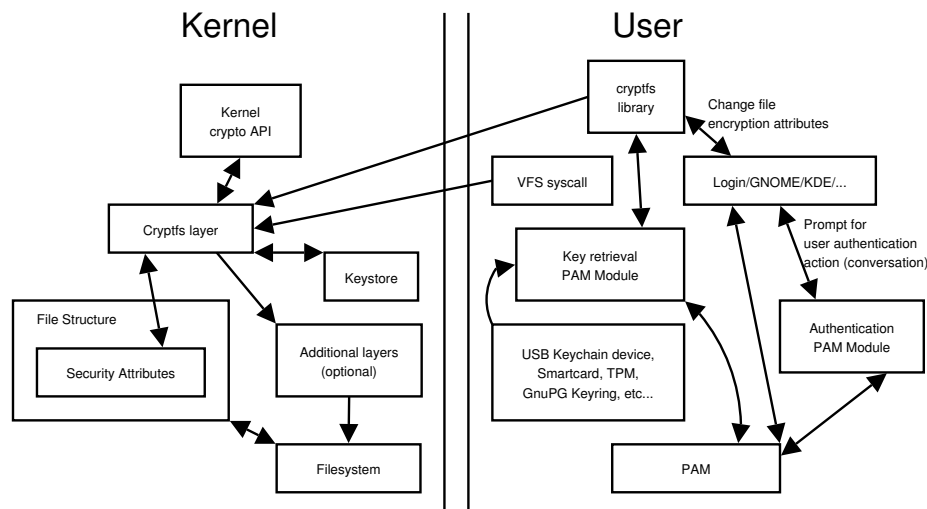 Kernel
User
Kernel
crypto API
cryptfs
library
Change file
encryption attributes
VFS syscall
Login/GNOME/KDE/...
Cryptfs layer
Prompt for
user authentication
action (conversation)
Key retrieval
PAM Module
Keystore
File Structure
Security Attributes
Additional layers
(optional)
USB Keychain device,
Smartcard, TPM,
GnuPG Keyring, etc...
Authentication
PAM Module
Filesystem
PAM